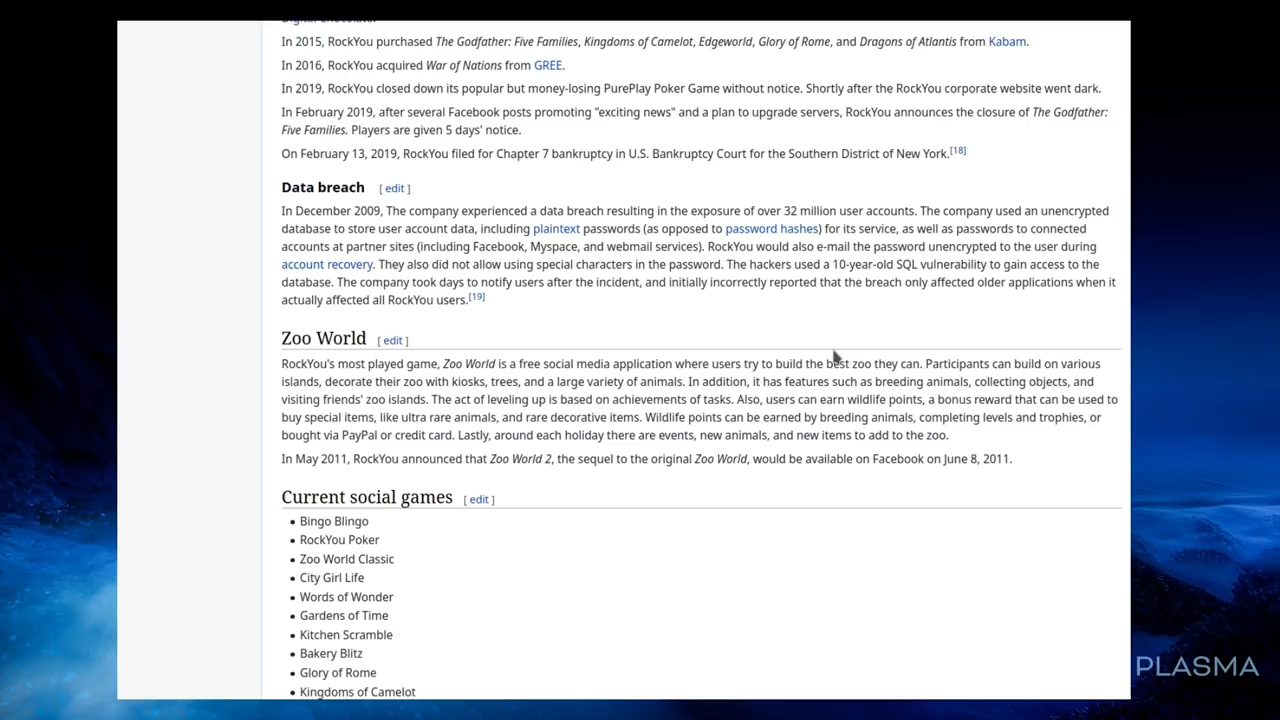 Digital Chocolate.
In 2015, RockYou purchased The Godfather: Five Families, Kingdoms of Camelot, Edgeworld, Glory of Rome, and Dragons of Atlantis from Kabam.
In 2016, RockYou acquired War of Nations from GREE.
In 2019, RockYou closed down its popular but money-losing PurePlay Poker Game without notice. Shortly after the RockYou corporate website went dark.
In February 2019, after several Facebook posts promoting "exciting news" and a plan to upgrade servers, RockYou announces the closure of The Godfather:
Five Families. Players are given 5 days' notice.
On February 13, 2019, RockYou filed for Chapter 7 bankruptcy in U.S. Bankruptcy Court for the Southern District of New York.[18]
Data breach [ edit ]
In December 2009, The company experienced a data breach resulting in the exposure of over 32 million user accounts. The company used an unencrypted
database to store user account data, including plaintext passwords (as opposed to password hashes) for its service, as well as passwords to connected
accounts at partner sites (including Facebook, Myspace, and webmail services). RockYou would also e-mail the password unencrypted to the user during
account recovery. They also did not allow using special characters in the password. The hackers used a 10-year-old SQL vulnerability to gain access to the
database. The company took days to notify users after the incident, and initially incorrectly reported that the breach only affected older applications when it
actually affected all RockYou users.[19]
Zoo World [ edit ]
RockYou's most played game, Zoo World is a free social media application where users try to build the best zoo they can. Participants can build on various
islands, decorate their zoo with kiosks, trees, and a large variety of animals. In addition, it has features such as breeding animals, collecting objects, and
visiting friends' zoo islands. The act of leveling up is based on achievements of tasks. Also, users can earn wildlife points, a bonus reward that can be used to
buy special items, like ultra rare animals, and rare decorative items. Wildlife points can be earned by breeding animals, completing levels and trophies, or
bought via PayPal or credit card. Lastly, around each holiday there are events, new animals, and new items to add to the zoo.
In May 2011, RockYou announced that Zoo World 2, the sequel to the original Zoo World, would be available on Facebook on June 8, 2011.
Current social games [ edit ]
• Bingo Blingo
• RockYou Poker
• Zoo World Classic
• City Girl Life
• Words of Wonder
• Gardens of Time
• Kitchen Scramble
• Bakery Blitz
• Glory of Rome
• Kingdoms of Camelot
PLASMA